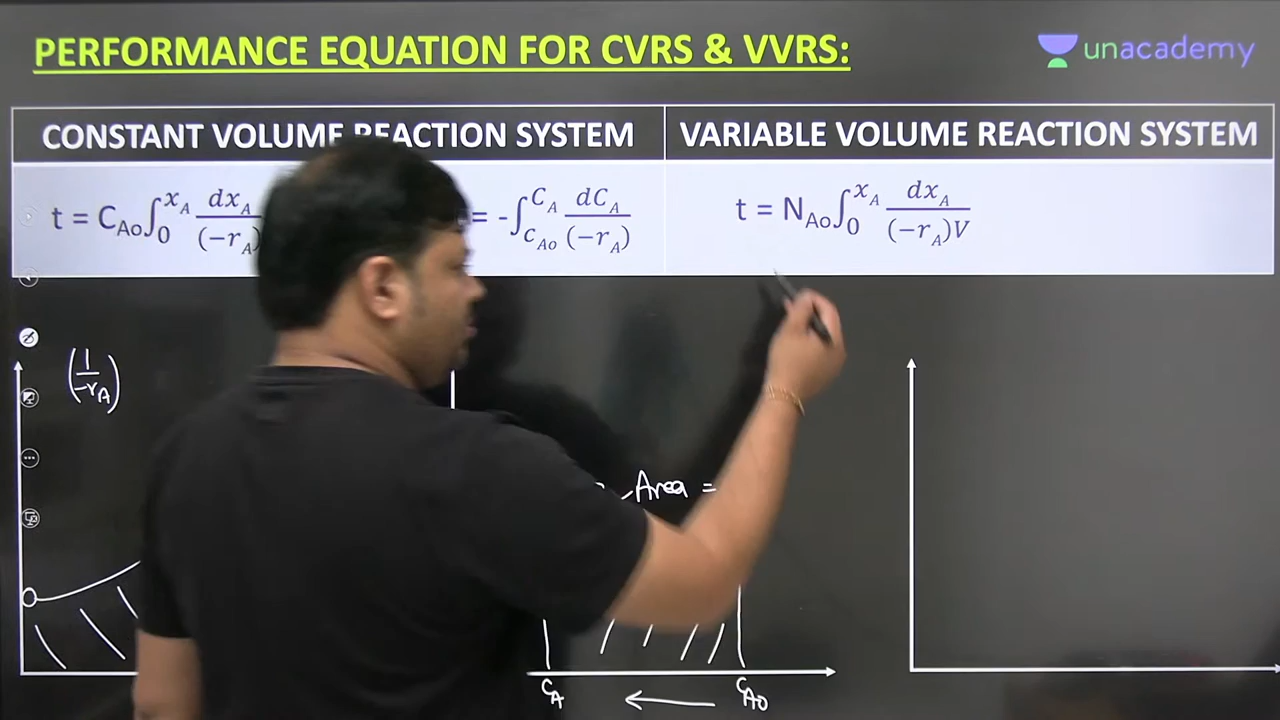 PERFORMANCE EQUATION FOR CVRS & VVRS:
unacademy
CONSTANT VOLUME REACTION SYSTEM
VARIABLE VOLUME REACTION SYSTEM
t = C_Ao ∫_0^{x_A} dx_A / (−r_A)
= - ∫_{C_Ao}^{C_A} dC_A / (−r_A)
t = N_Ao ∫_0^{x_A} dx_A / (−r_A)V
(1 / -r_A)
Area =
C_A
C_AO